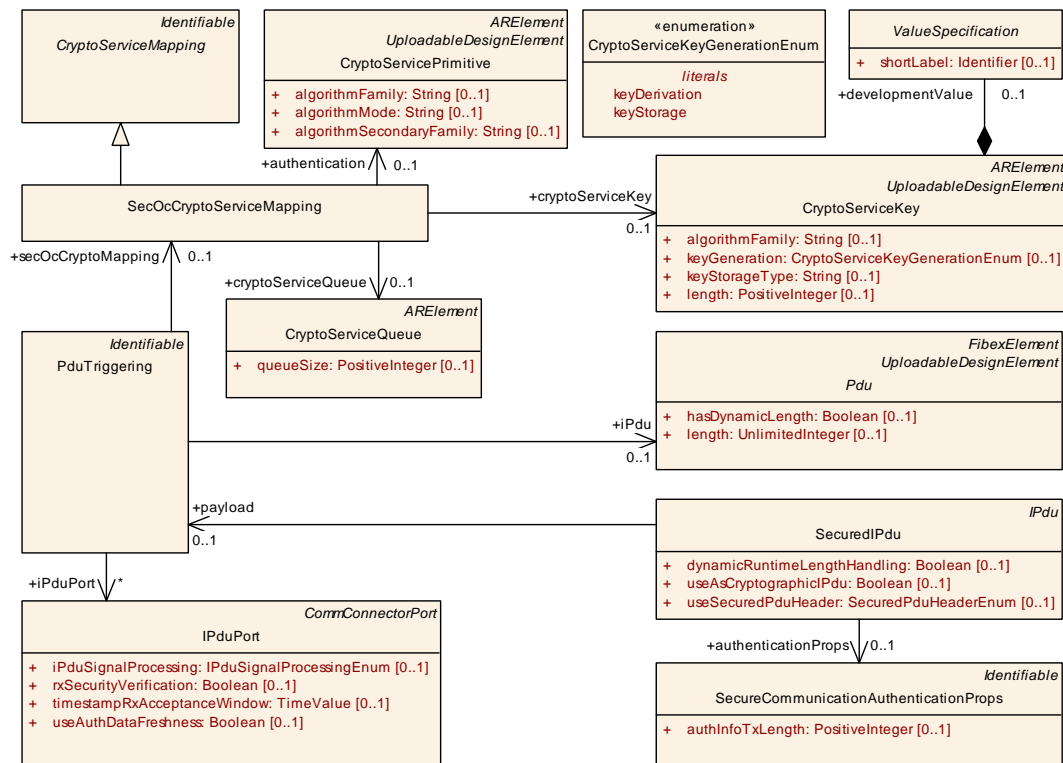 Identifiable
CryptoServiceMapping
ARElement
UploadableDesignElement
CryptoServicePrimitive
+ algorithmFamily: String [0..1]
+ algorithmMode: String [0..1]
+ algorithmSecondaryFamily: String [0..1]
«enumeration»
CryptoServiceKeyGenerationEnum
literals
keyDerivation
keyStorage
ValueSpecification
+ shortLabel: Identifier [0..1]
+developmentValue 0..1
+authentication 0..1
SecOcCryptoServiceMapping
+cryptoServiceKey
0..1
ARElement
UploadableDesignElement
CryptoServiceKey
+ algorithmFamily: String [0..1]
+ keyGeneration: CryptoServiceKeyGenerationEnum [0..1]
+ keyStorageType: String [0..1]
+ length: PositiveInteger [0..1]
+secOcCryptoMapping 0..1
+cryptoServiceQueue 0..1
ARElement
CryptoServiceQueue
+ queueSize: PositiveInteger [0..1]
Identifiable
PduTriggering
FibexElement
UploadableDesignElement
Pdu
+ hasDynamicLength: Boolean [0..1]
+ length: UnlimitedInteger [0..1]
+iPdu
0..1
+payload
0..1
IPdu
SecuredIPdu
+ dynamicRuntimeLengthHandling: Boolean [0..1]
+ useAsCryptographicIPdu: Boolean [0..1]
+ useSecuredPduHeader: SecuredPduHeaderEnum [0..1]
+iPduPort *
CommConnectorPort
IPduPort
+ iPduSignalProcessing: IPduSignalProcessingEnum [0..1]
+ rxSecurityVerification: Boolean [0..1]
+ timestampRxAcceptanceWindow: TimeValue [0..1]
+ useAuthDataFreshness: Boolean [0..1]
+authenticationProps 0..1
Identifiable
SecureCommunicationAuthenticationProps
+ authInfoTxLength: PositiveInteger [0..1]